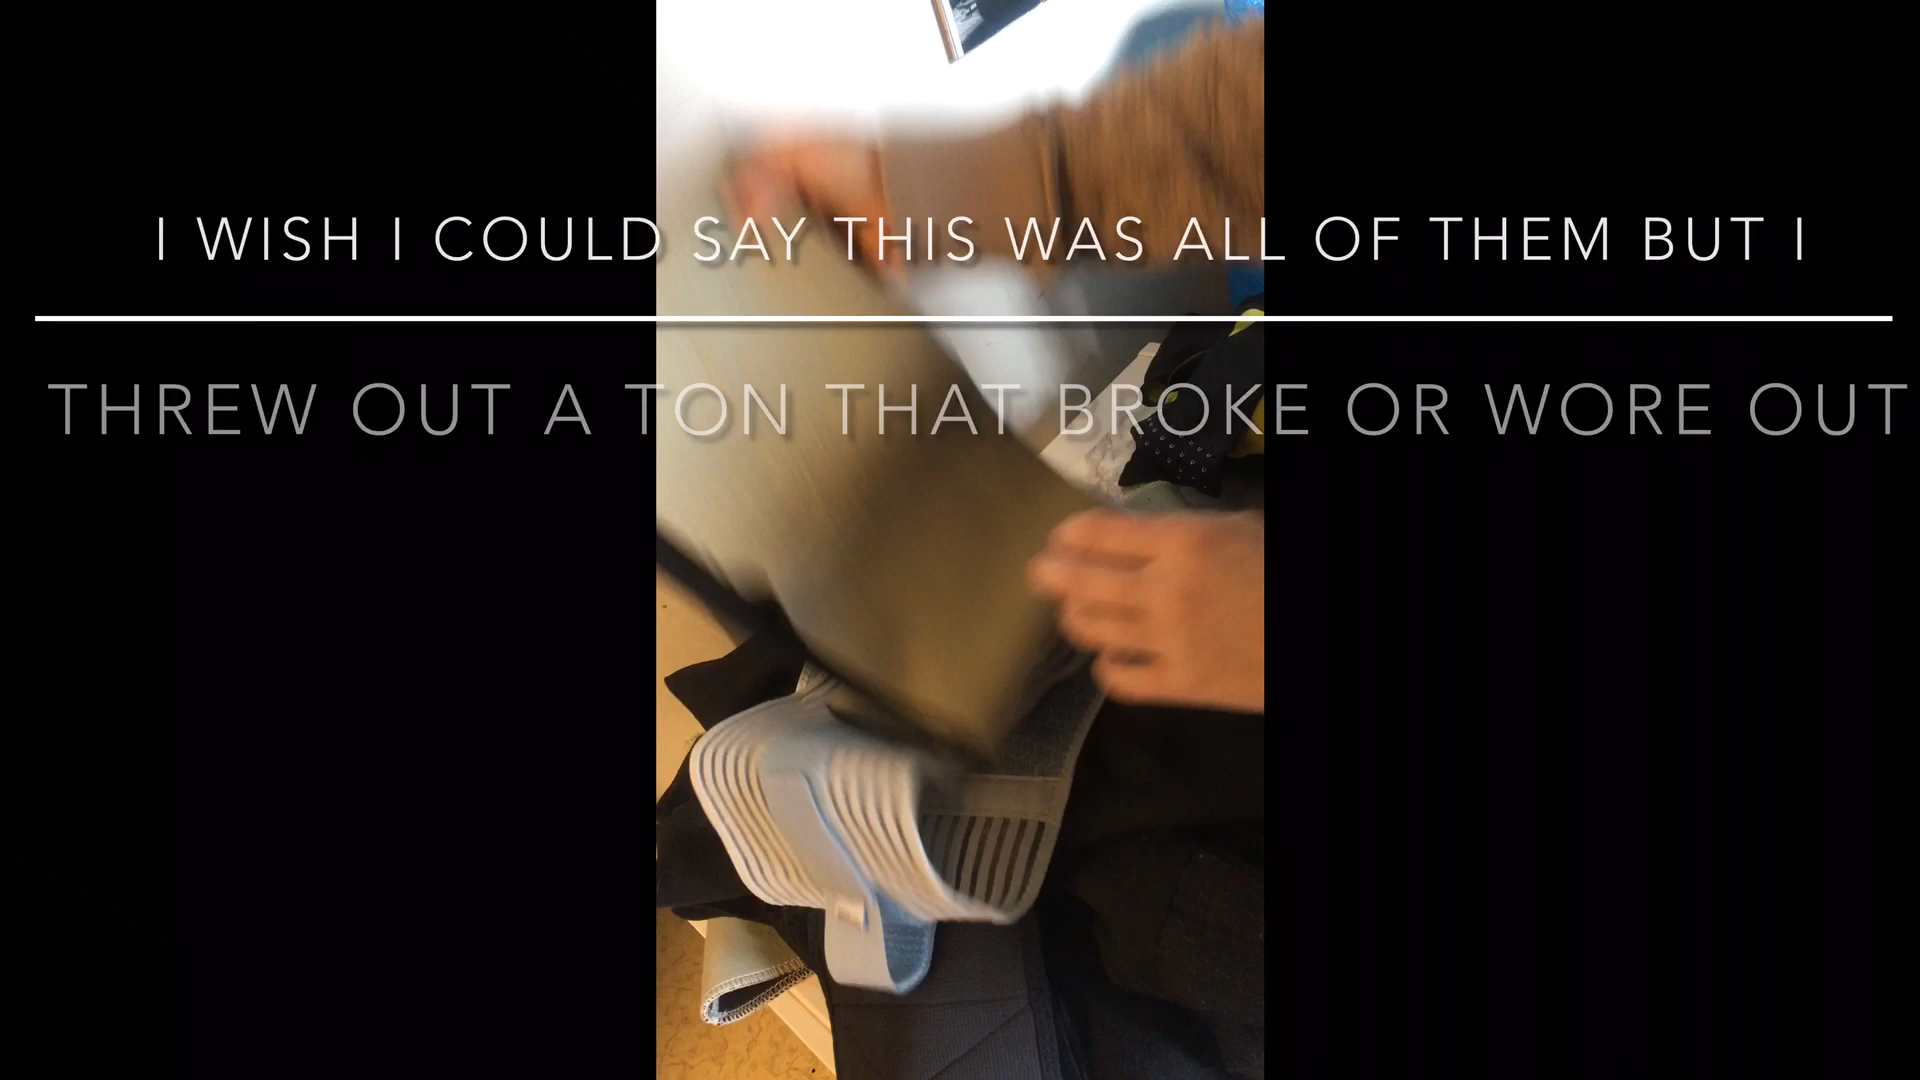 I WISH I COULD SAY THIS WAS ALL OF THEM BUT I
THREW OUT A TON THAT BROKE OR WORE OUT